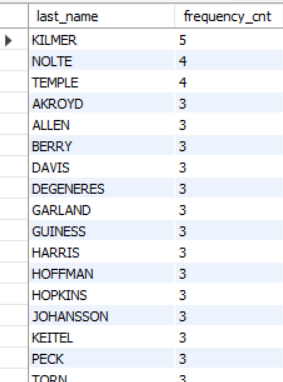 last_name frequency_cnt
KILMER 5
NOLTE 4
TEMPLE 4
AKROYD 3
ALLEN 3
BERRY 3
DAVIS 3
DEGENERES 3
GARLAND 3
GUINESS 3
HARRIS 3
HOFFMAN 3
HOPKINS 3
JOHANSSON 3
KEITEL 3
PECK 3
TORN 3